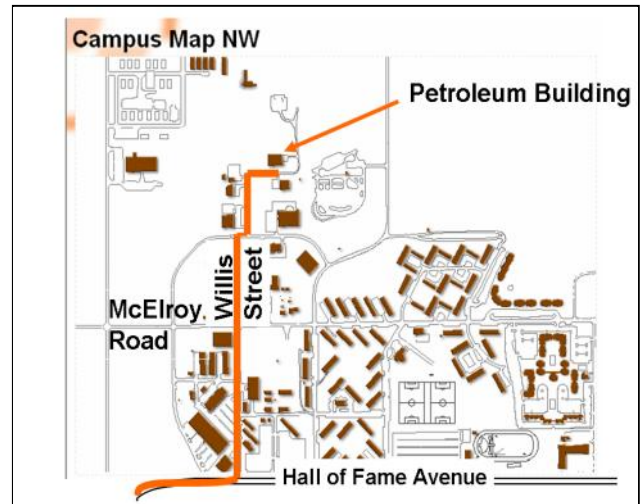 Campus Map NW
Petroleum Building
Willis
Street
McElroy.
Road
Hall of Fame Avenue